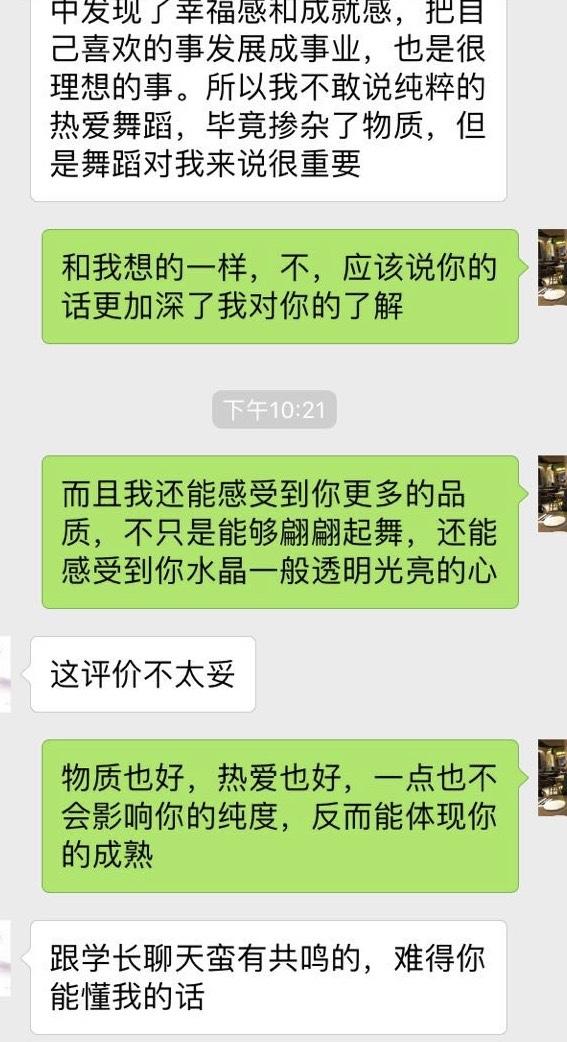 中发现了幸福感和成就感，把自
己喜欢的事发展成事业，也是很
理想的事。所以我不敢说纯粹的
热爱舞蹈，毕竟掺杂了物质，但
是舞蹈对我来说很重要
和我想的一样，不，应该说你的
话更加深了我对你的了解
下午10:21
而且我还能感受到你更多的品
质，不只是能够翩翩起舞，还能
感受到你水晶一般透明光亮的心
这评价不太妥
物质也好，热爱也好，一点也不
会影响你的纯度，反而能体现你
的成熟
跟学长聊天蛮有共鸣的，难得你
能懂我的话